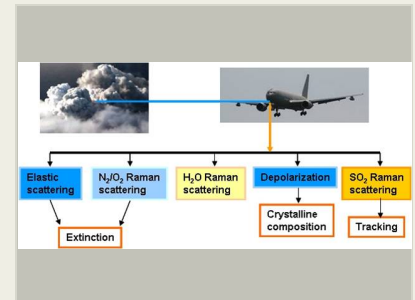 Elastic
scattering
N₂/O₂ Raman
scattering
H₂O Raman
scattering
Depolarization
SO₂ Raman
scattering
Extinction
Crystalline
composition
Tracking